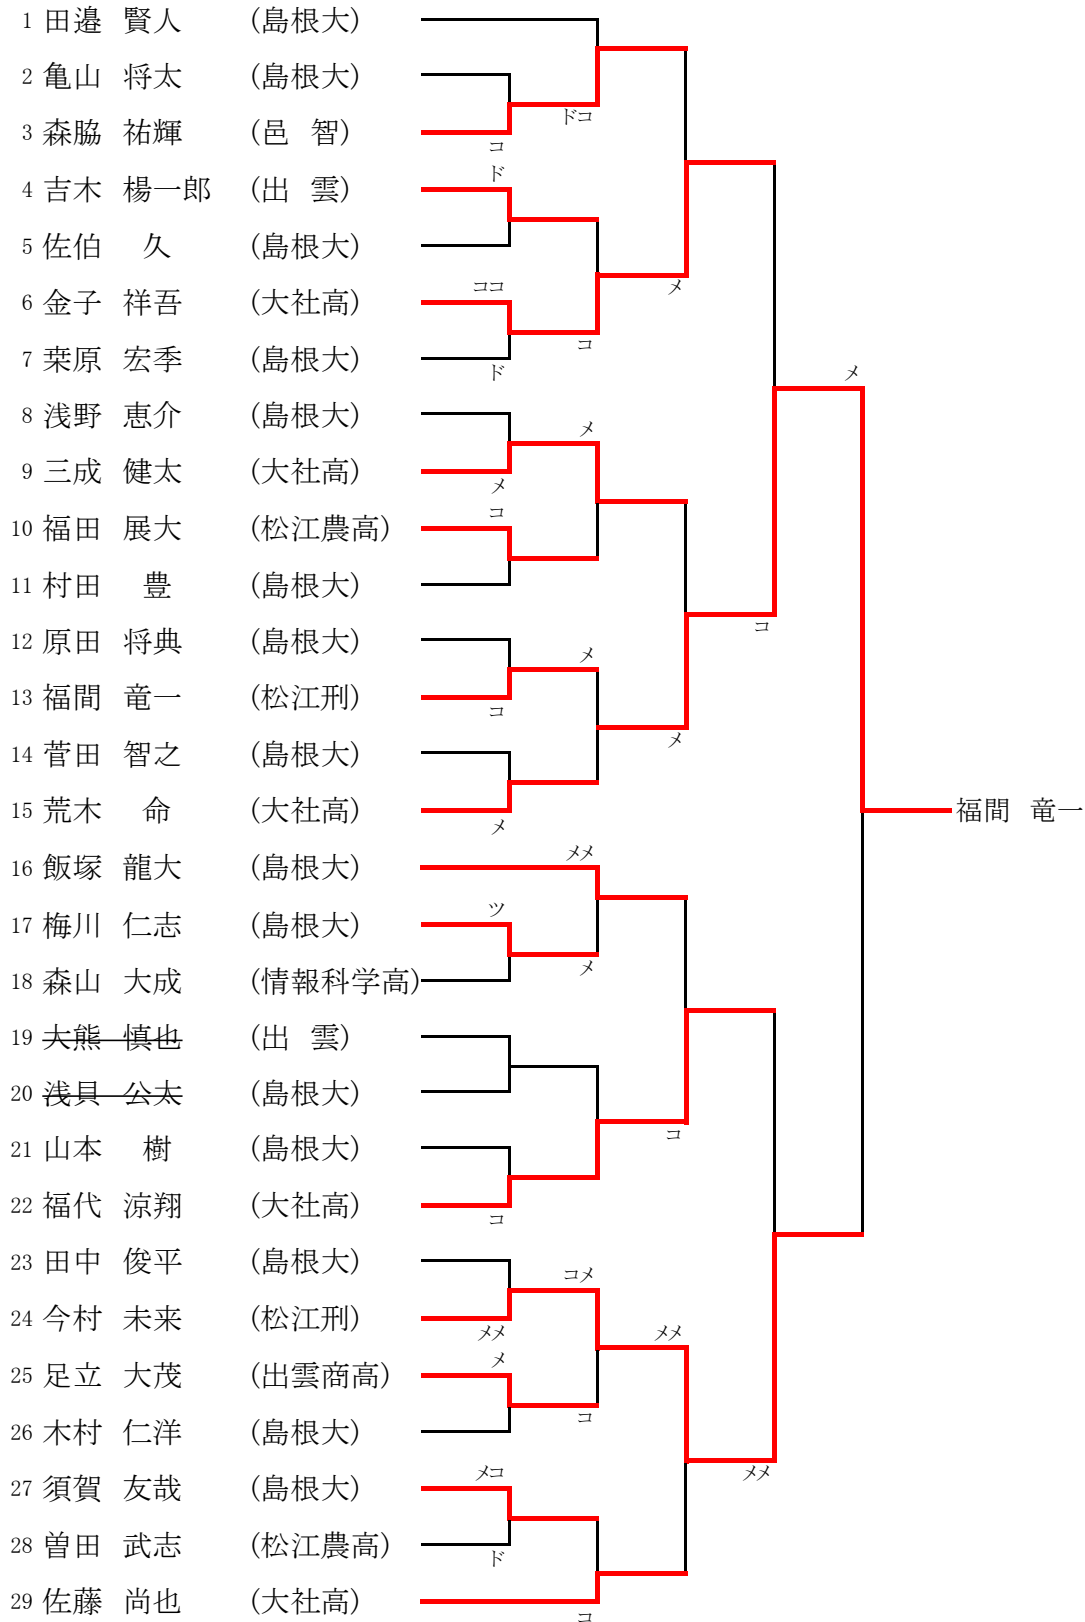 1 田邉 賢人 (島根大)
2 亀山 将太 (島根大)
ドコ
3 森脇 祐輝 (邑 智)
コ
ド
4 吉木 楊一郎 (出 雲)
5 佐伯 久 (島根大)
ココ
メ
6 金子 祥吾 (大社高)
コ
7 桒原 宏季 (島根大)
ド
メ
8 浅野 恵介 (島根大)
メ
9 三成 健太 (大社高)
メ
コ
10 福田 展大 (松江農高)
11 村田 豊 (島根大)
コ
12 原田 将典 (島根大)
メ
13 福間 竜一 (松江刑)
コ
メ
14 菅田 智之 (島根大)
15 荒木 命 (大社高)
福間 竜一
メ
メメ
16 飯塚 龍大 (島根大)
ツ
17 梅川 仁志 (島根大)
メ
18 森山 大成 (情報科学高)
19 大熊 慎也 (出 雲)
20 浅貝 公太 (島根大)
コ
21 山本 樹 (島根大)
22 福代 涼翔 (大社高)
コ
23 田中 俊平 (島根大)
コメ
24 今村 未来 (松江刑)
メメ
メメ
メ
25 足立 大茂 (出雲商高)
コ
26 木村 仁洋 (島根大)
メコ
メメ
27 須賀 友哉 (島根大)
28 曽田 武志 (松江農高)
ド
29 佐藤 尚也 (大社高)
コ